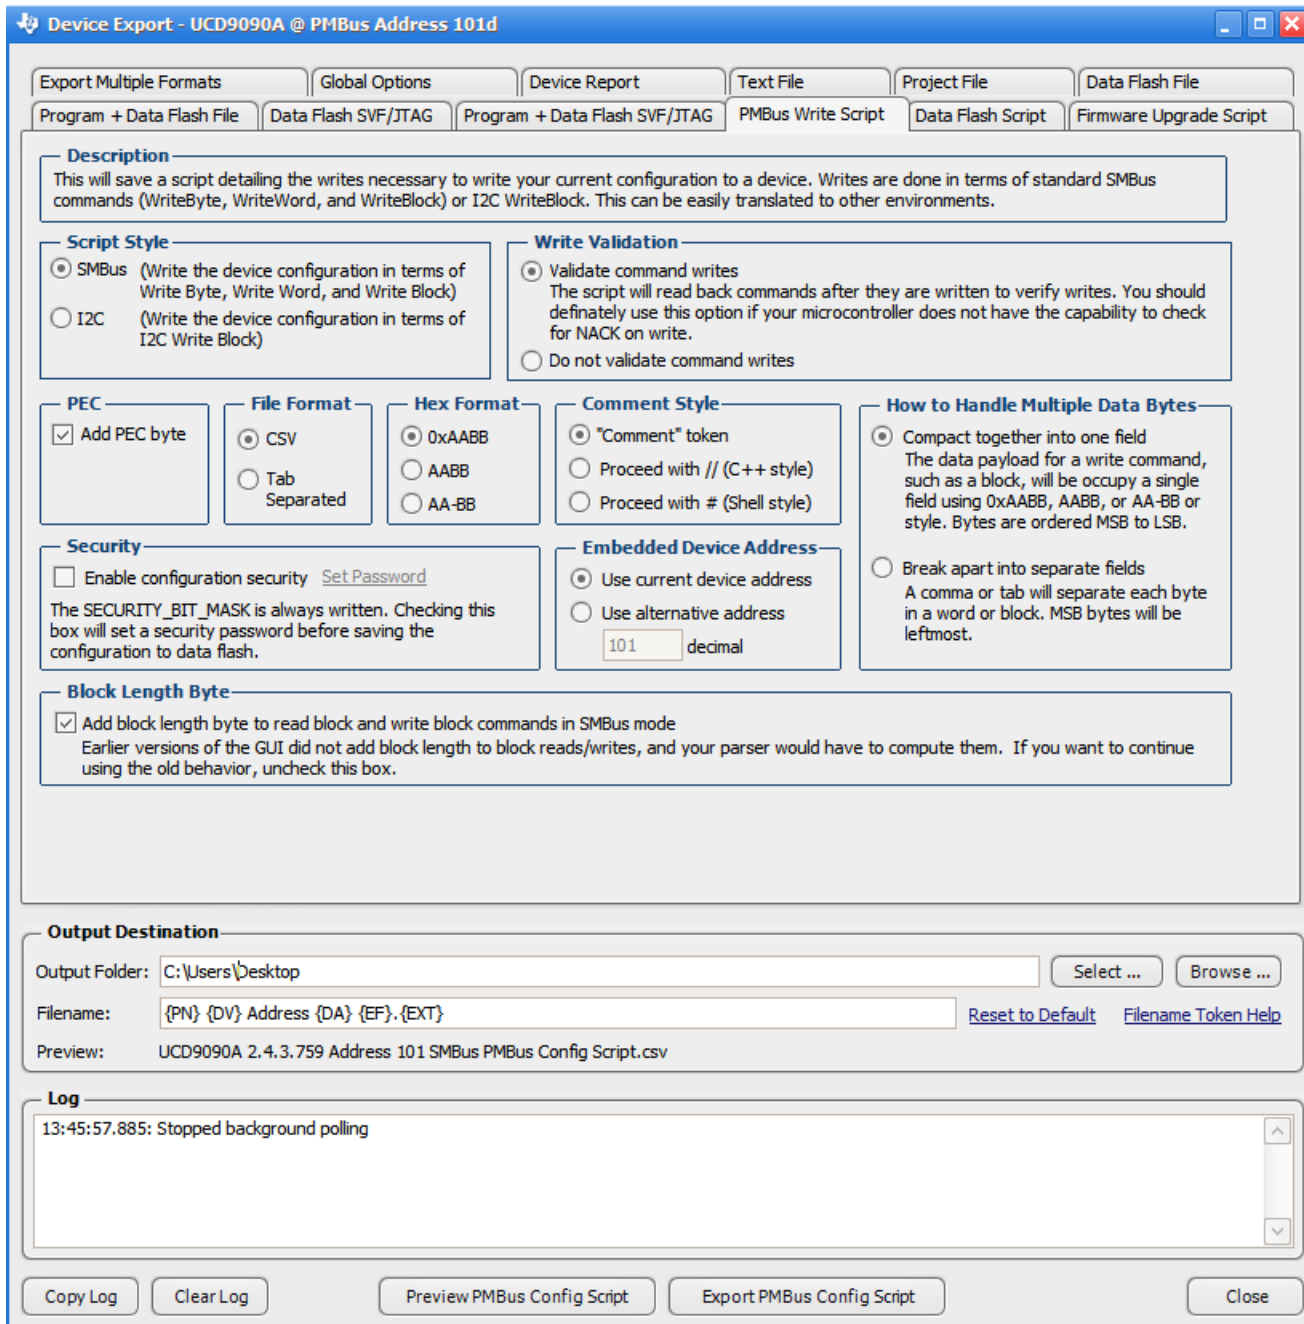 Device Export - UCD9090A @ PMBus Address 101d
Export Multiple Formats Global Options Device Report Text File Project File Data Flash File
Program + Data Flash File Data Flash SVF/JTAG Program + Data Flash SVF/JTAG PMBus Write Script Data Flash Script Firmware Upgrade Script
Description
This will save a script detailing the writes necessary to write your current configuration to a device. Writes are done in terms of standard SMBus
commands (WriteByte, WriteWord, and WriteBlock) or I2C WriteBlock. This can be easily translated to other environments.
Script Style
SMBus (Write the device configuration in terms of
Write Byte, Write Word, and Write Block)
I2C (Write the device configuration in terms of
I2C Write Block)
Write Validation
Validate command writes
The script will read back commands after they are written to verify writes. You should
definately use this option if your microcontroller does not have the capability to check
for NACK on write.
Do not validate command writes
PEC
Add PEC byte
File Format
CSV
Tab
Separated
Hex Format
0xAABB
AABB
AA-BB
Comment Style
"Comment" token
Proceed with // (C++ style)
Proceed with # (Shell style)
How to Handle Multiple Data Bytes
Compact together into one field
The data payload for a write command,
such as a block, will be occupy a single
field using 0xAABB, AABB, or AA-BB or
style. Bytes are ordered MSB to LSB.
Break apart into separate fields
A comma or tab will separate each byte
in a word or block. MSB bytes will be
leftmost.
Security
Enable configuration security Set Password
The SECURITY_BIT_MASK is always written. Checking this
box will set a security password before saving the
configuration to data flash.
Embedded Device Address
Use current device address
Use alternative address
101 decimal
Block Length Byte
Add block length byte to read block and write block commands in SMBus mode
Earlier versions of the GUI did not add block length to block reads/writes, and your parser would have to compute them. If you want to continue
using the old behavior, uncheck this box.
Output Destination
Output Folder: C:\Users\Desktop Select ... Browse ...
Filename: {PN} {DV} Address {DA} {EF}.{EXT} Reset to Default Filename Token Help
Preview: UCD9090A 2.4.3.759 Address 101 SMBus PMBus Config Script.csv
Log
13:45:57.885: Stopped background polling
Copy Log Clear Log Preview PMBus Config Script Export PMBus Config Script Close